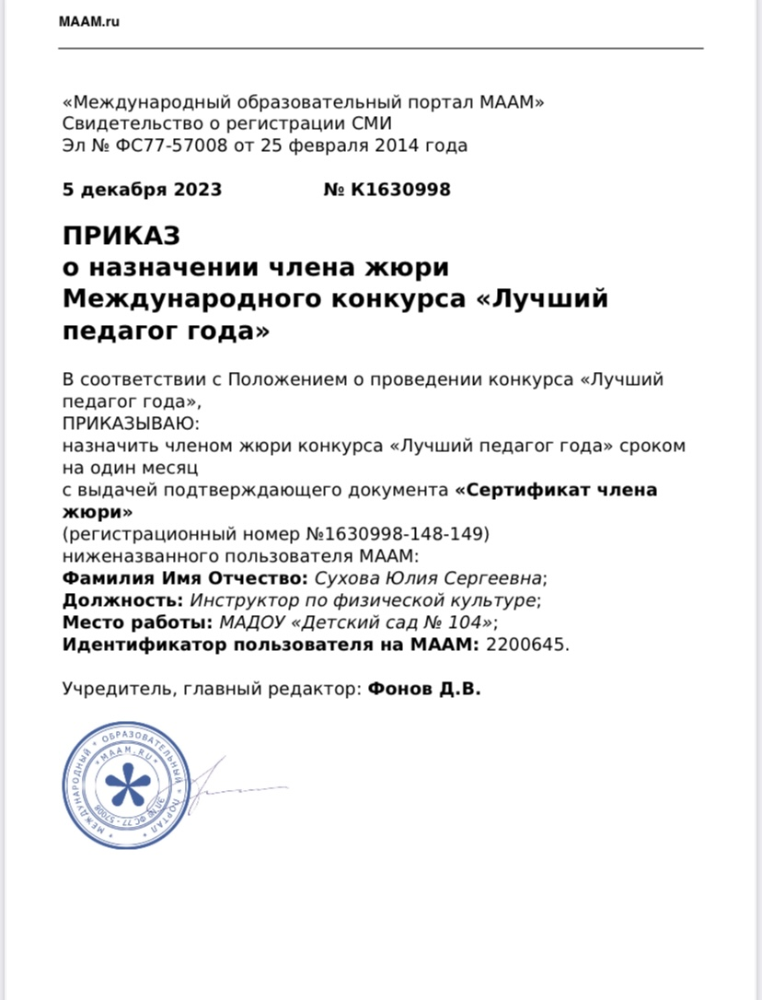 MAAM.ru
«Международный образовательный портал МААМ»
Свидетельство о регистрации СМИ
Эл № ФС77-57008 от 25 февраля 2014 года
5 декабря 2023 № К1630998
ПРИКАЗ
о назначении члена жюри
Международного конкурса «Лучший
педагог года»
В соответствии с Положением о проведении конкурса «Лучший
педагог года»,
ПРИКАЗЫВАЮ:
назначить членом жюри конкурса «Лучший педагог года» сроком
на один месяц
с выдачей подтверждающего документа «Сертификат члена
жюри»
(регистрационный номер №1630998-148-149)
ниженазванного пользователя МААМ:
Фамилия Имя Отчество: Сухова Юлия Сергеевна;
Должность: Инструктор по физической культуре;
Место работы: МАДОУ «Детский сад № 104»;
Идентификатор пользователя на МААМ: 2200645.
Учредитель, главный редактор: Фонов Д.В.
* МЕЖДУНАРОДНЫЙ * ОБРАЗОВАТЕЛЬНЫЙ * ПОРТАЛ *
* MAAM.RU *
ЭЛ № ФС 77 - 57008